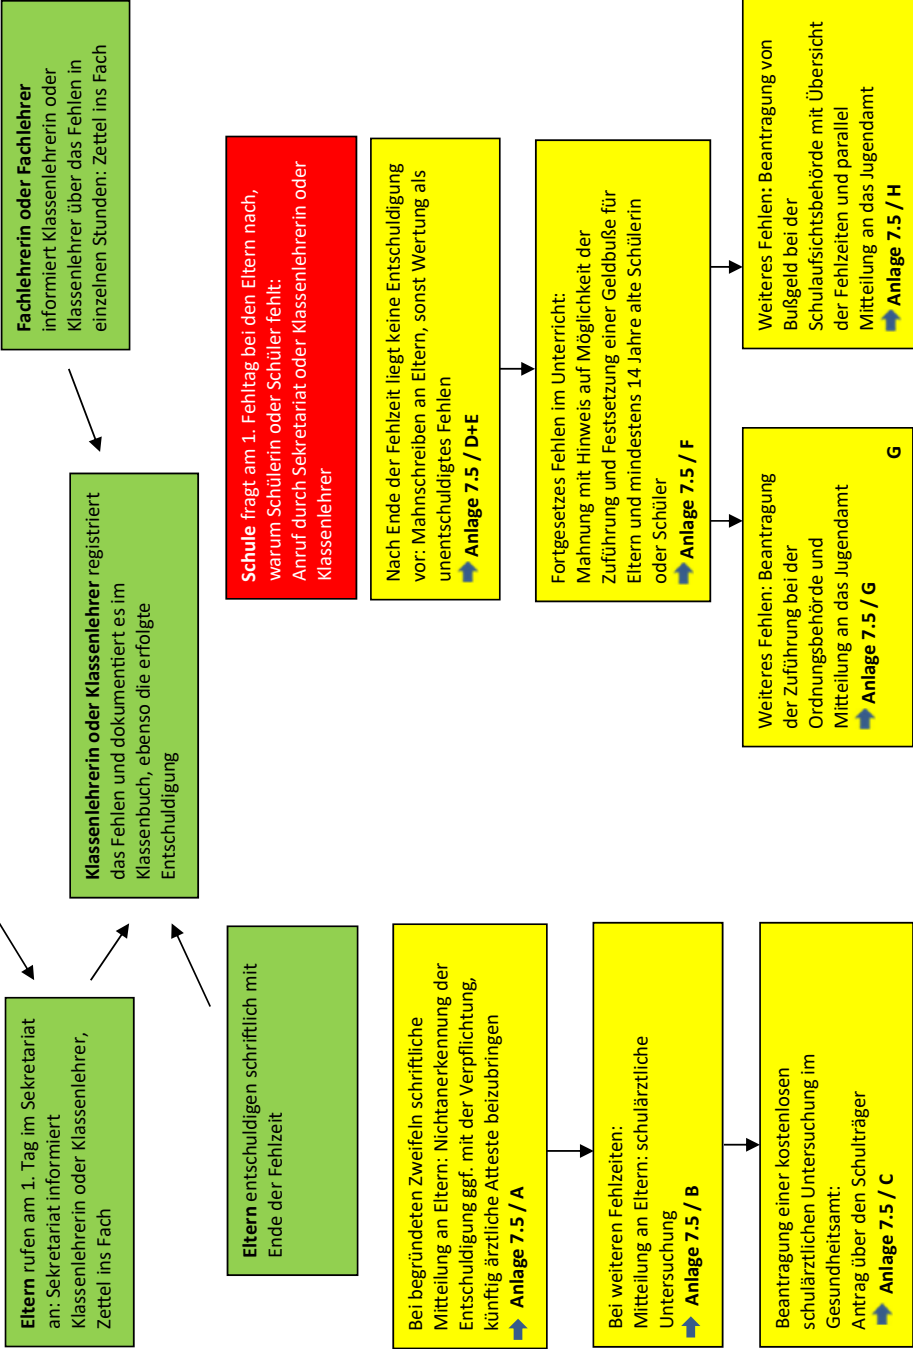 Eltern rufen am 1. Tag im Sekretariat
an: Sekretariat informiert
Klassenlehrerin oder Klassenlehrer,
Zettel ins Fach
Klassenlehrerin oder Klassenlehrer registriert
das Fehlen und dokumentiert es im
Klassenbuch, ebenso die erfolgte
Entschuldigung
Fachlehrerin oder Fachlehrer
informiert Klassenlehrerin oder
Klassenlehrer über das Fehlen in
einzelnen Stunden: Zettel ins Fach
Eltern entschuldigen schriftlich mit
Ende der Fehlzeit
Schule fragt am 1. Fehltag bei den Eltern nach,
warum Schülerin oder Schüler fehlt:
Anruf durch Sekretariat oder Klassenlehrerin oder
Klassenlehrer
Bei begründeten Zweifeln schriftliche
Mitteilung an Eltern: Nichtanerkennung der
Entschuldigung ggf. mit der Verpflichtung,
künftig ärztliche Atteste beizubringen
Anlage 7.5 / A
Bei weiteren Fehlzeiten:
Mitteilung an Eltern: schulärztliche
Untersuchung
Anlage 7.5 / B
Beantragung einer kostenlosen
schulärztlichen Untersuchung im
Gesundheitsamt:
Antrag über den Schulträger
Anlage 7.5 / C
Nach Ende der Fehlzeit liegt keine Entschuldigung
vor: Mahnschreiben an Eltern, sonst Wertung als
unentschuldigtes Fehlen
Anlage 7.5 / D+E
Fortgesetzes Fehlen im Unterricht:
Mahnung mit Hinweis auf Möglichkeit der
Zuführung und Festsetzung einer Geldbuße für
Eltern und mindestens 14 Jahre alte Schülerin
oder Schüler
Anlage 7.5 / F
Weiteres Fehlen: Beantragung
der Zuführung bei der
Ordnungsbehörde und
Mitteilung an das Jugendamt
Anlage 7.5 / G
G
Weiteres Fehlen: Beantragung von
Bußgeld bei der
Schulaufsichtsbehörde mit Übersicht
der Fehlzeiten und parallel
Mitteilung an das Jugendamt
Anlage 7.5 / H